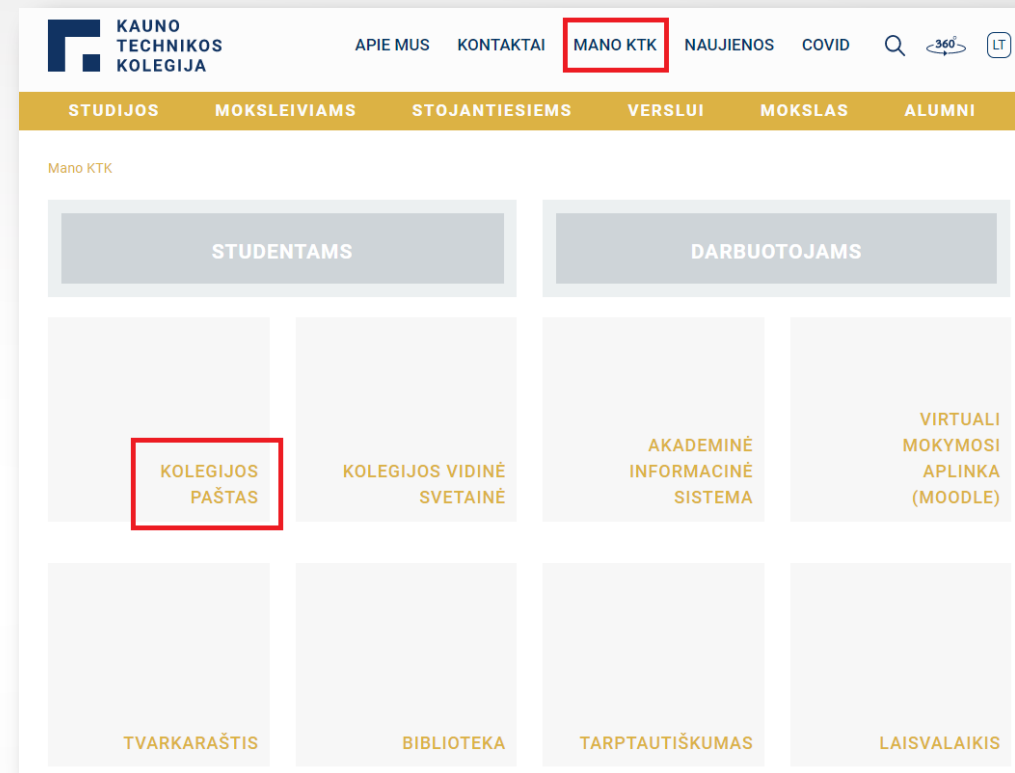 KAUNO
TECHNIKOS
KOLEGIJA
APIE MUS KONTAKTAI MANO KTK NAUJIENOS COVID 360° LT
STUDIJOS MOKSLEIVIAMS STOJANTIESIEMS VERSLUI MOKSLAS ALUMNI
Mano KTK
STUDENTAMS
DARBUOTOJAMS
KOLEGIJOS
PAŠTAS
KOLEGIJOS VIDINĖ
SVETAINĖ
AKADEMINĖ
INFORMACINĖ
SISTEMA
VIRTUALI
MOKYMOSI
APLINKA
(MOODLE)
TVARKARAŠTIS
BIBLIOTEKA
TARPTAUTIŠKUMAS
LAISVALAIKIS